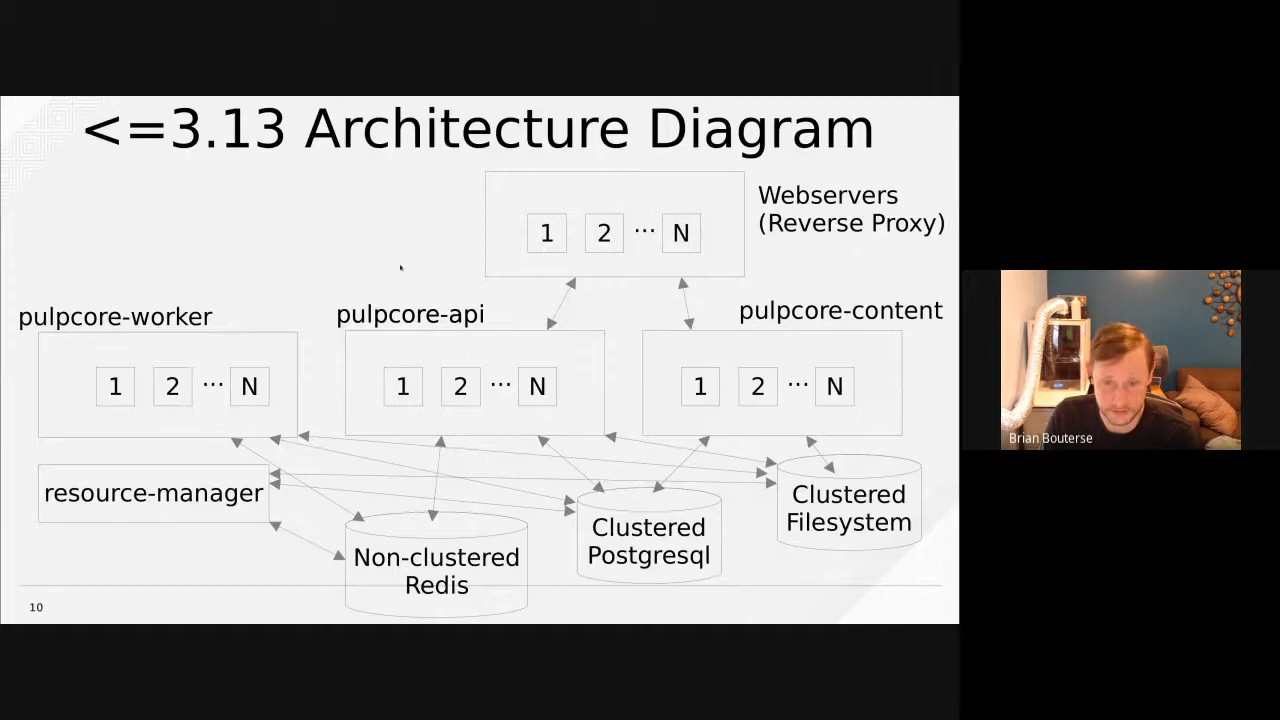 <=3.13 Architecture Diagram
Webservers
(Reverse Proxy)
1 2 ... N
pulpcore-worker
pulpcore-api
pulpcore-content
1 2 ... N
1 2 ... N
1 2 ... N
resource-manager
Non-clustered
Redis
Clustered
Postgresql
Clustered
Filesystem
10
Brian Bouterse